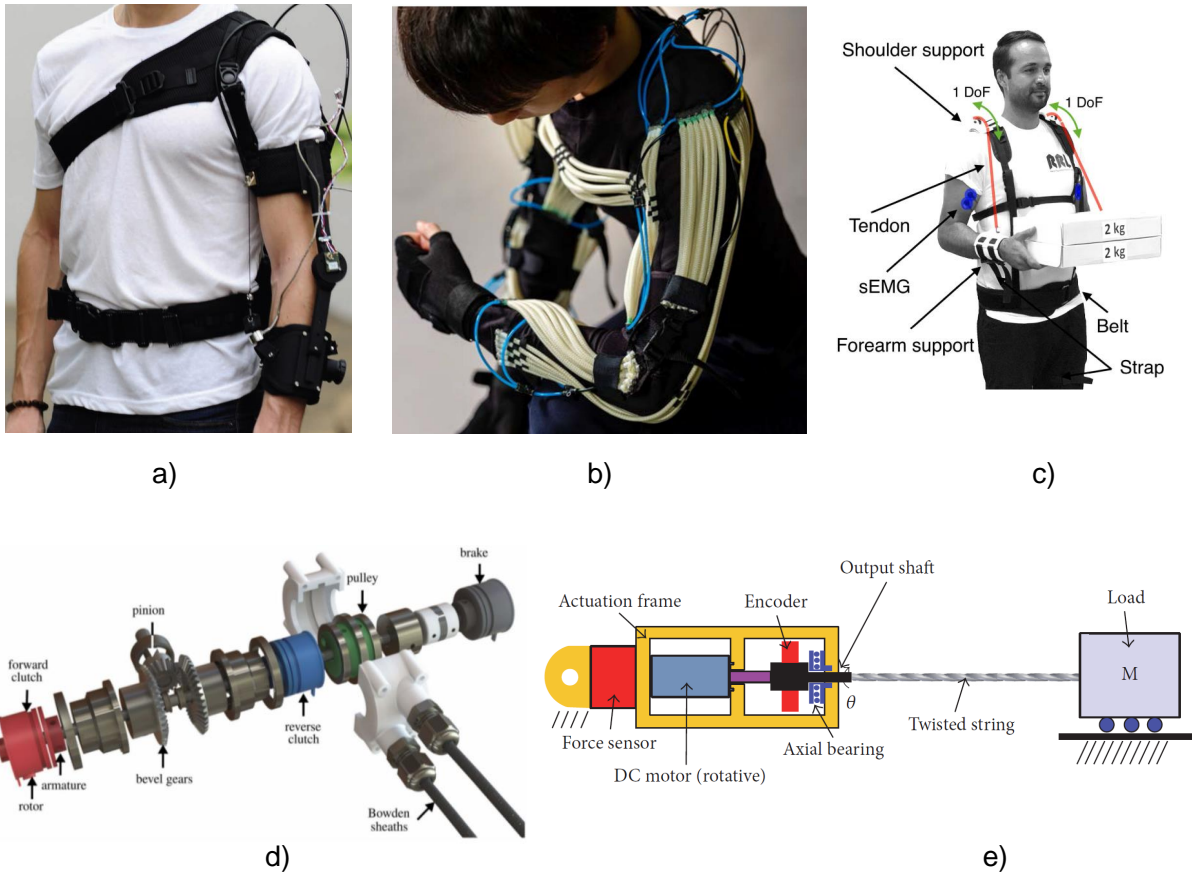 Shoulder support
1 DoF
1 DoF
RRL
Tendon
2 kg
2 kg
sEMG
Belt
Forearm support
Strap
a)
b)
c)
brake
pulley
pinion
forward
clutch
reverse
clutch
bevel gears
armature
rotor
Bowden
sheaths
Output shaft
Actuation frame
Encoder
Load
M
θ
Twisted string
Force sensor
Axial bearing
DC motor (rotative)
d)
e)